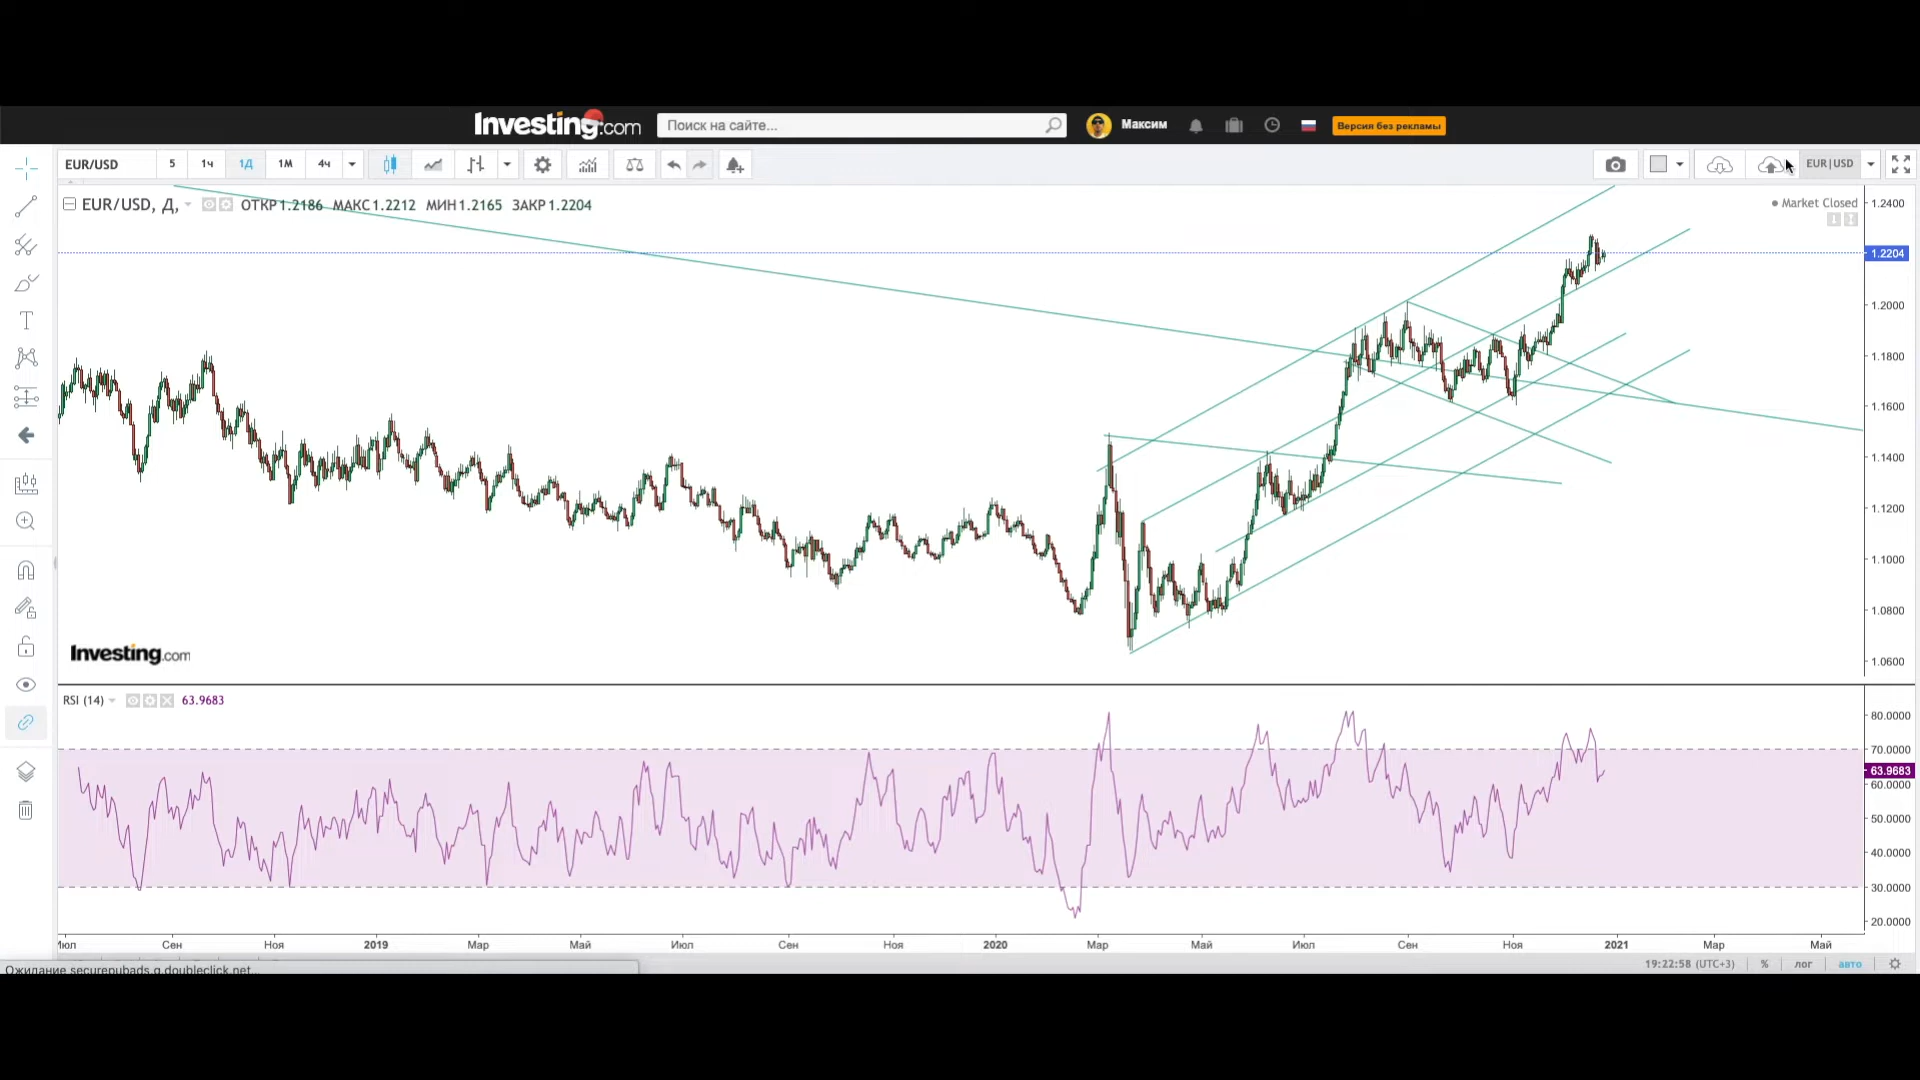 Investing.com
Поиск на сайте...
Максим
Версия без рекламы
EUR/USD
5
1ч
1Д
1М
4ч
EUR|USD
EUR/USD, Д, ОТКР 1.2186 МАКС 1.2212 МИН 1.2165 ЗАКР 1.2204
Market Closed
1.2400
1.2204
1.2000
1.1800
1.1600
1.1400
1.1200
1.1000
1.0800
1.0600
Investing.com
RSI (14) 63.9683
80.0000
70.0000
63.9683
60.0000
50.0000
40.0000
30.0000
20.0000
Июл Сен Ноя 2019 Мар Май Июл Сен Ноя 2020 Мар Май Июл Сен Ноя 2021 Мар Май
19:22:58 (UTC+3) % лог авто
Ожидание securepubads.g.doubleclick.net...